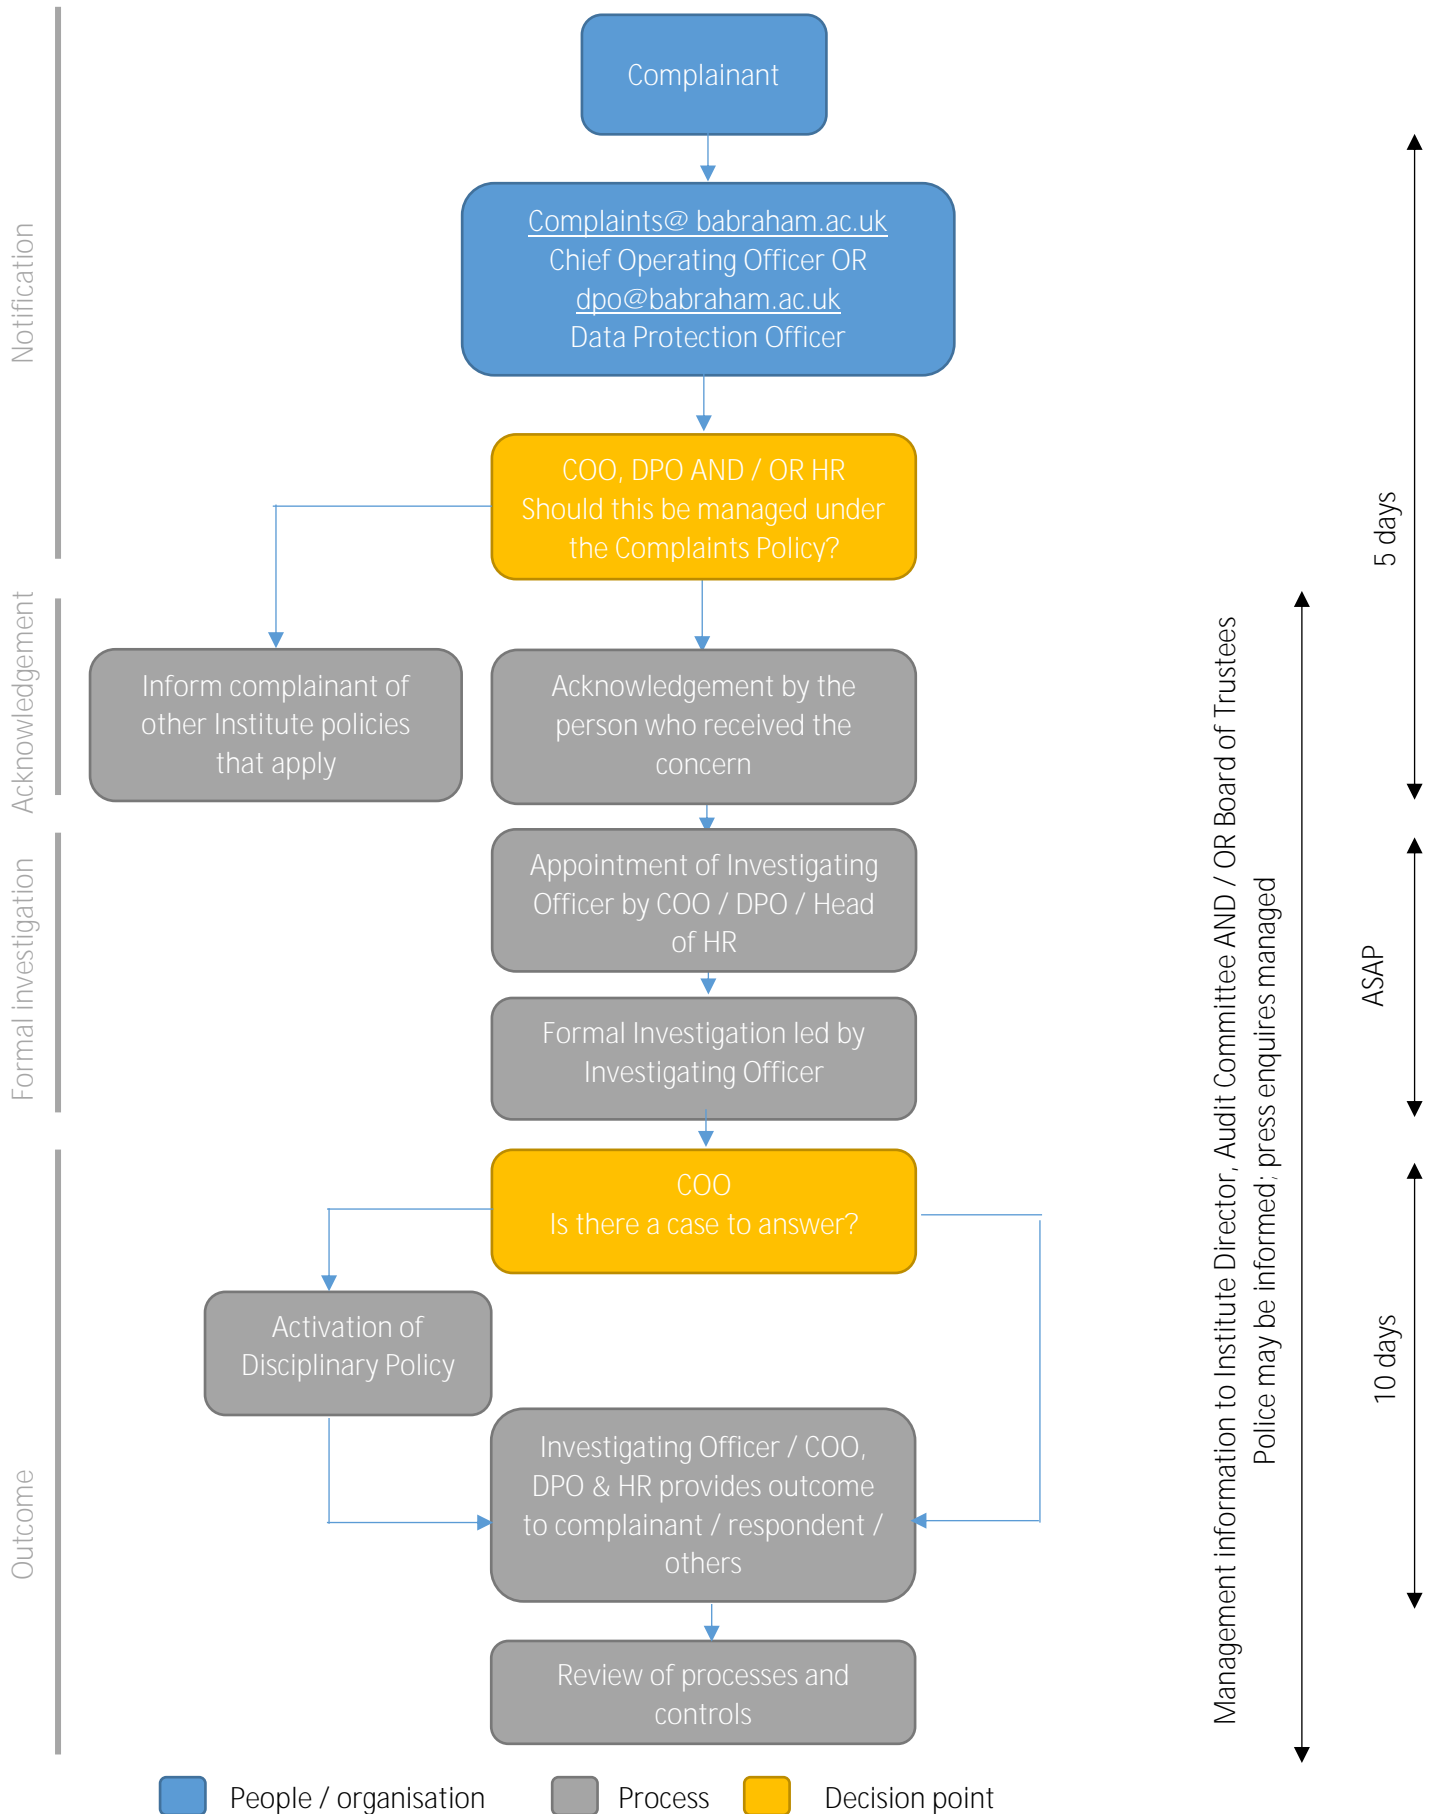 Complainant
Notification
Complaints@ babraham.ac.uk
Chief Operating Officer OR
dpo@babraham.ac.uk
Data Protection Officer
COO, DPO AND / OR HR
Should this be managed under
the Complaints Policy?
5 days
Acknowledgement
Inform complainant of
other Institute policies
that apply
Acknowledgement by the
person who received the
concern
Formal investigation
Appointment of Investigating
Officer by COO / DPO / Head
of HR
Formal Investigation led by
Investigating Officer
ASAP
Management information to Institute Director, Audit Committee AND / OR Board of Trustees
Police may be informed; press enquires managed
Outcome
COO
Is there a case to answer?
Activation of
Disciplinary Policy
10 days
Investigating Officer / COO,
DPO & HR provides outcome
to complainant / respondent /
others
Review of processes and
controls
People / organisation
Process
Decision point